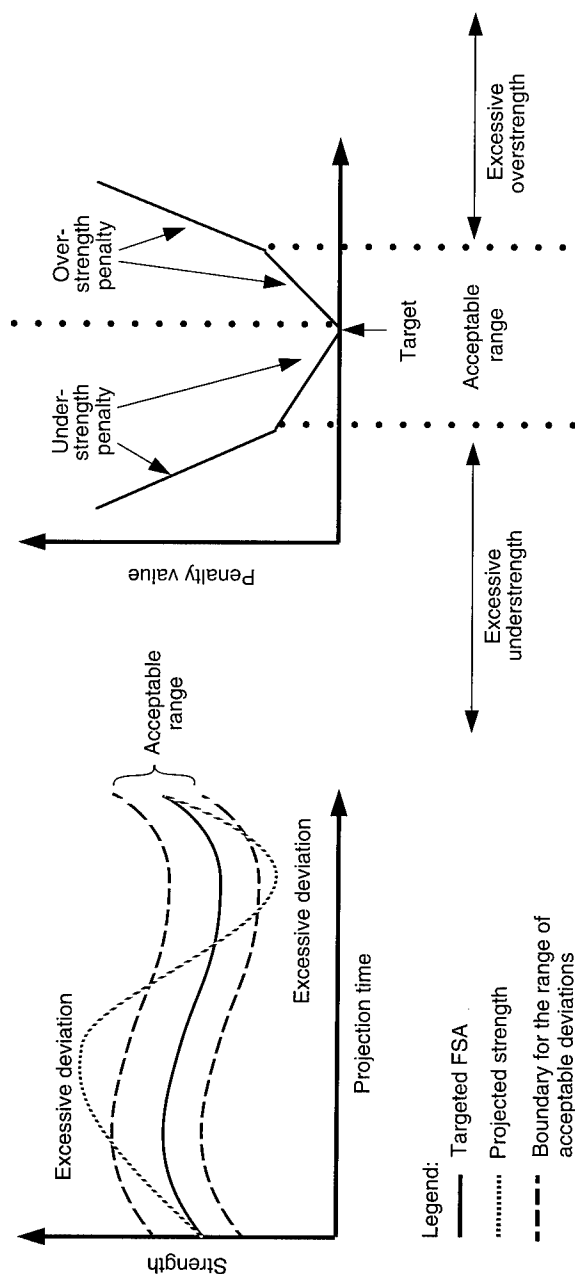 Strength
Excessive deviation
Acceptable
range
Excessive deviation
Projection time
Legend:
Targeted FSA
Projected strength
Boundary for the range of
acceptable deviations
Penalty value
Under-
strength
penalty
Over-
strength
penalty
Target
Excessive
understrength
Acceptable
range
Excessive
overstrength